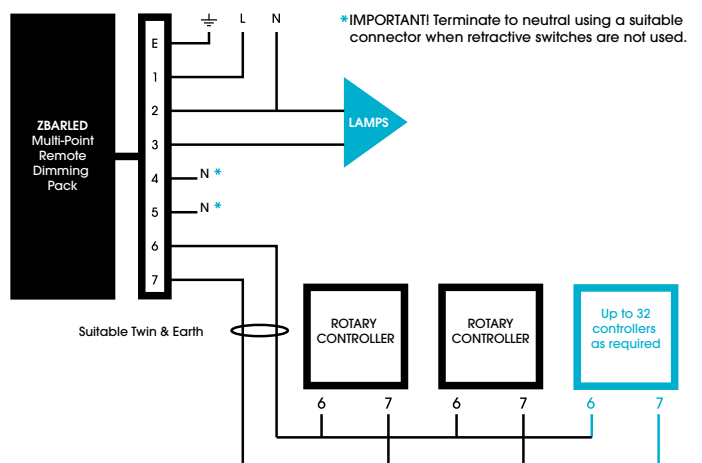 L N
*IMPORTANT! Terminate to neutral using a suitable
connector when retractive switches are not used.
E
1
2
3
4
5
6
7
ZBARLED
Multi-Point
Remote
Dimming
Pack
LAMPS
N *
N *
Suitable Twin & Earth
ROTARY
CONTROLLER
ROTARY
CONTROLLER
Up to 32
controllers
as required
6 7 6 7 6 7